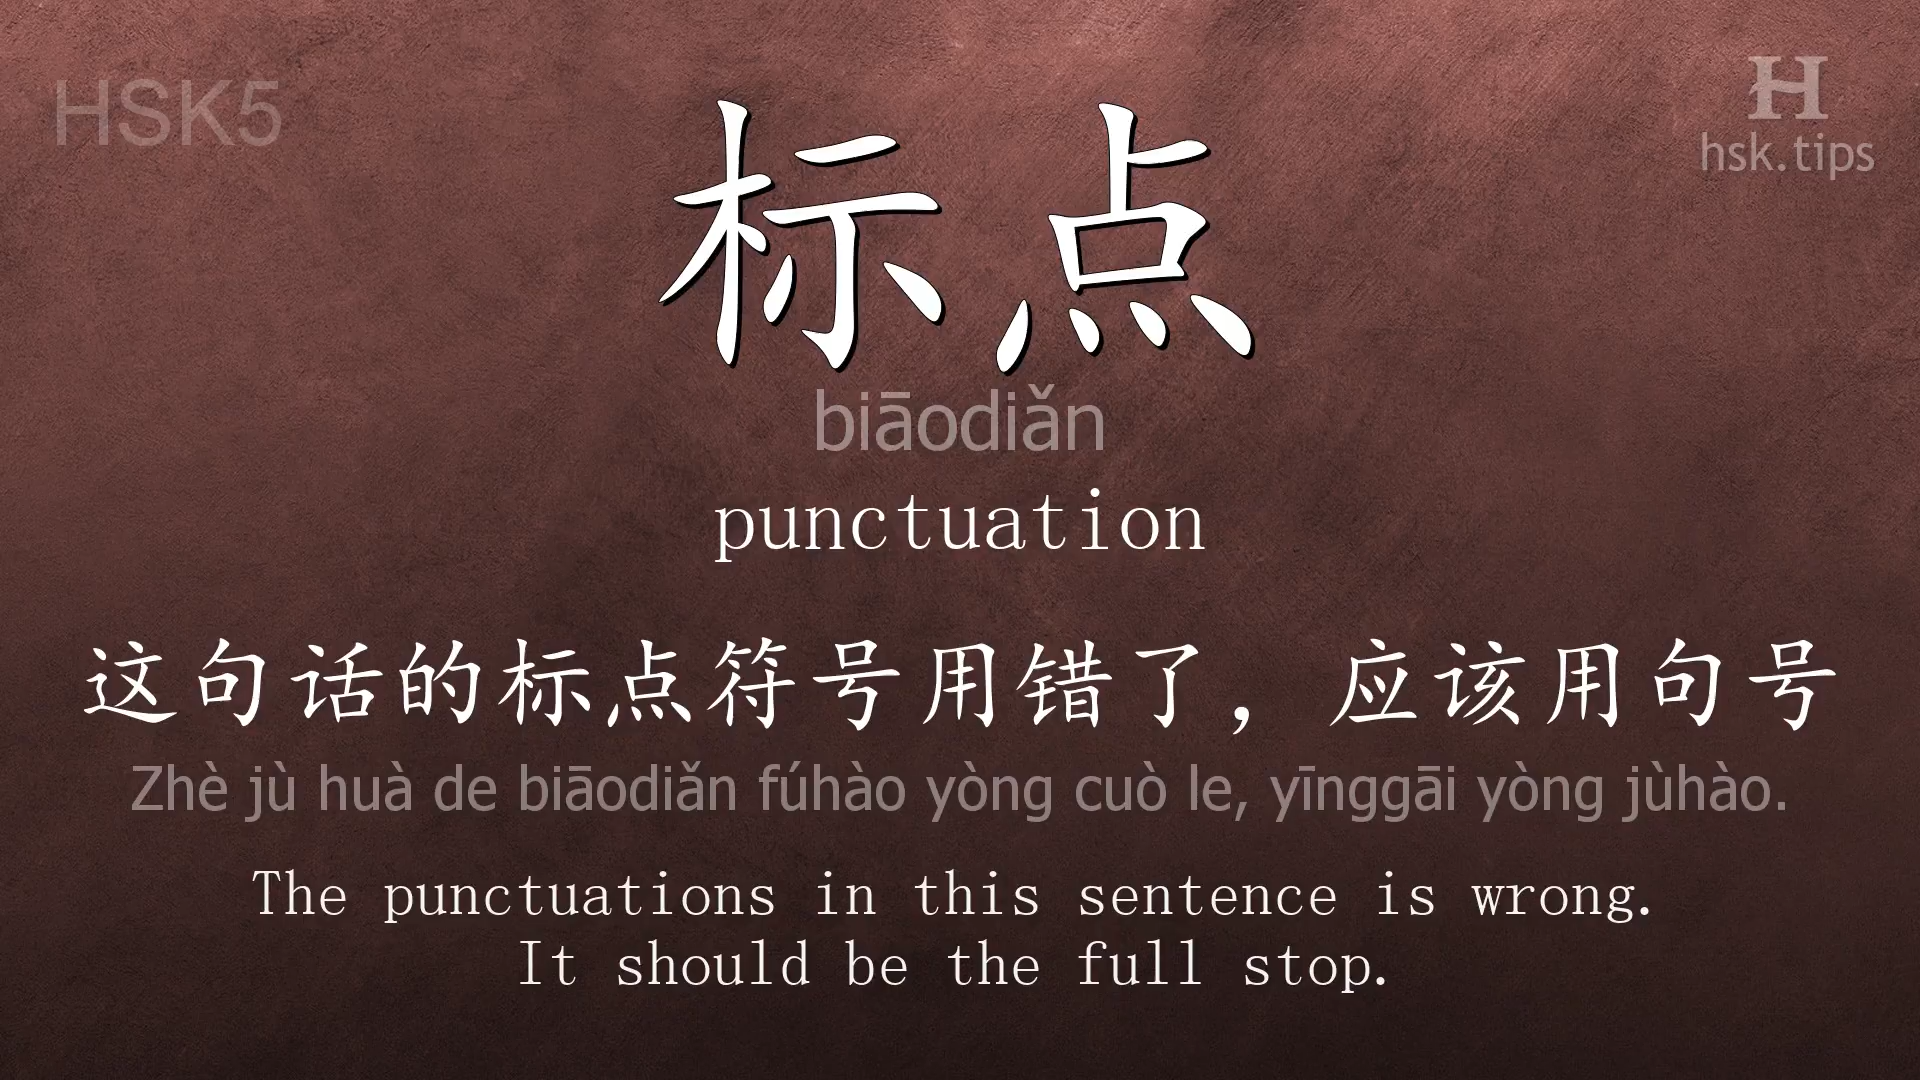 HSK5
H
hsk.tips
标点
biāodiǎn
punctuation
这句话的标点符号用错了，应该用句号
Zhè jù huà de biāodiǎn fúhào yòng cuò le, yīnggāi yòng jùhào.
The punctuations in this sentence is wrong.
It should be the full stop.